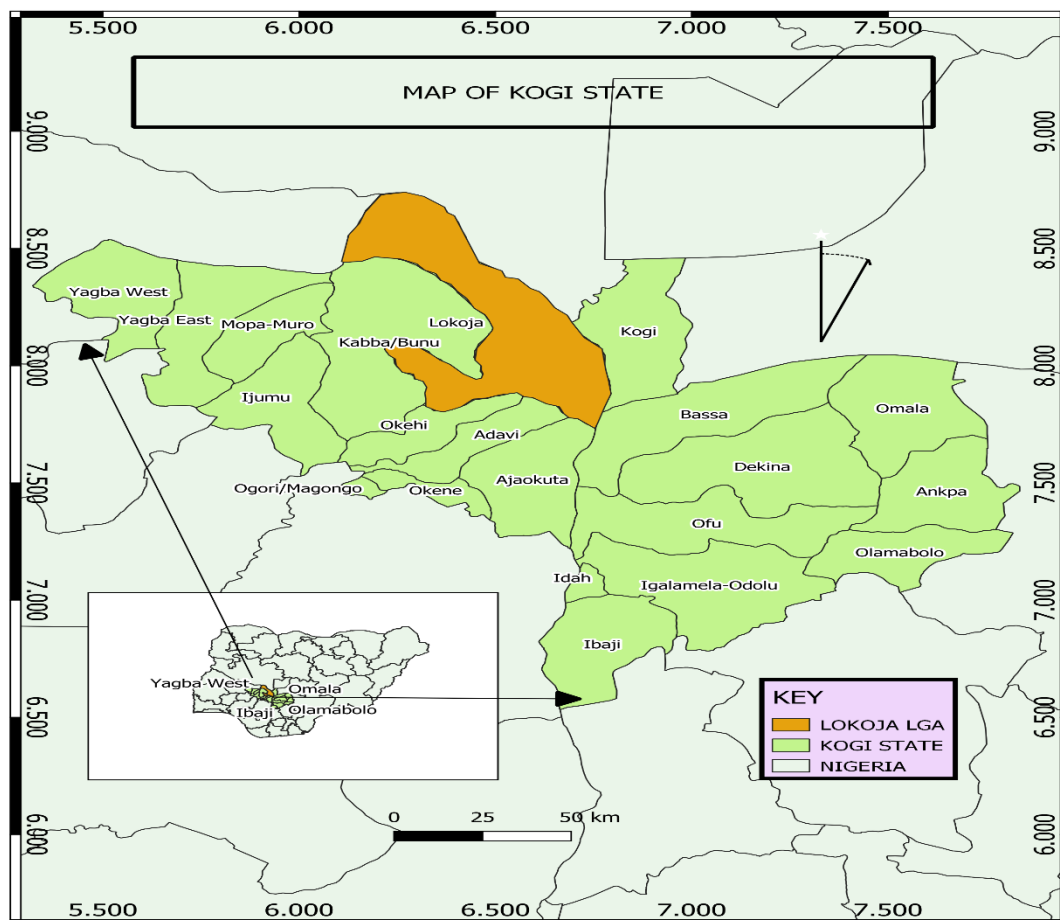 5.500 6.000 6.500 7.000 7.500
MAP OF KOGI STATE
9.000
9.000
8.500
8.500
Yagba West
Yagba East
Mopa-Muro
Lokoja
Kogi
Kabba/Bunu
8.000
8.000
Ijumu
Bassa
Omala
Okehi
Adavi
Dekina
7.500
7.500
Ogori/Magongo
Okene
Ajaokuta
Ankpa
Ofu
Olamabolo
Idah
Igalamela-Odolu
7.000
7.000
Ibaji
Yagba-West
Omala
Ibaji
Olamabolo
6.500
6.500
KEY
LOKOJA LGA
KOGI STATE
NIGERIA
0 25 50 km
6.000
6.000
5.500 6.000 6.500 7.000 7.500